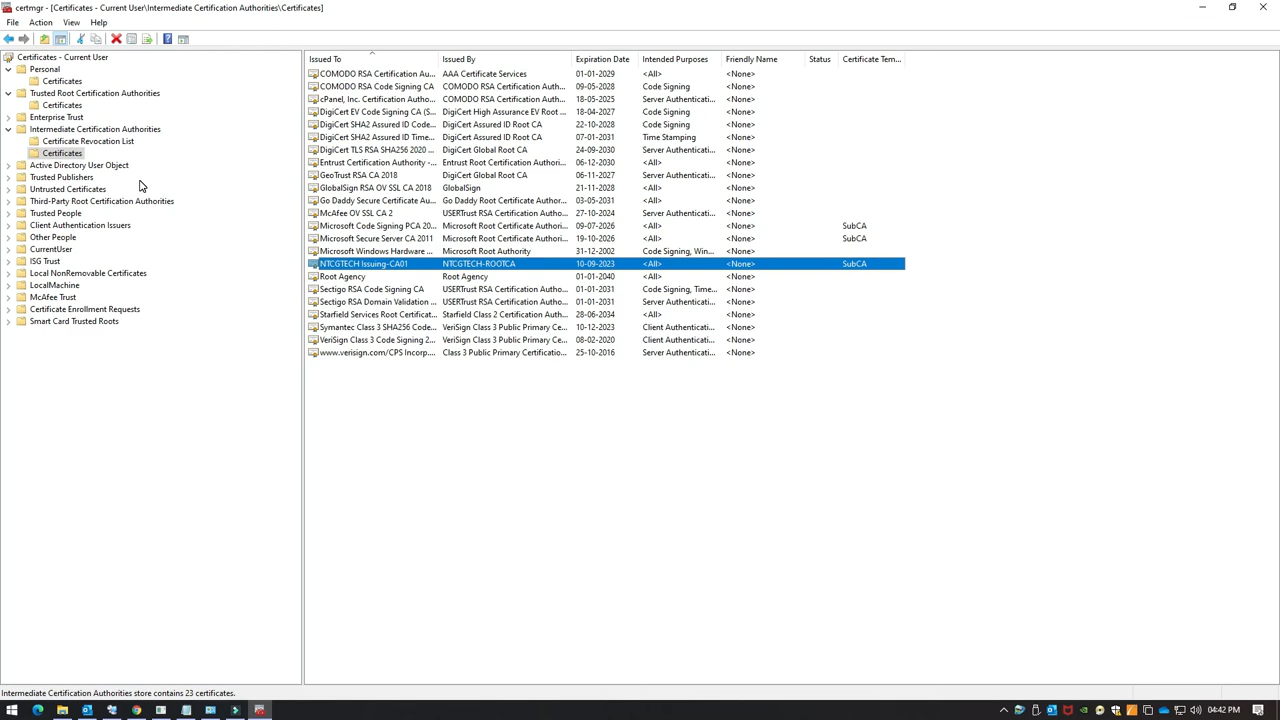 certmgr - [Certificates - Current User\Intermediate Certification Authorities\Certificates]
File Action View Help
Certificates - Current User
Personal
Certificates
Trusted Root Certification Authorities
Certificates
Enterprise Trust
Intermediate Certification Authorities
Certificate Revocation List
Certificates
Active Directory User Object
Trusted Publishers
Untrusted Certificates
Third-Party Root Certification Authorities
Trusted People
Client Authentication Issuers
Other People
CurrentUser
ISG Trust
Local NonRemovable Certificates
LocalMachine
McAfee Trust
Certificate Enrollment Requests
Smart Card Trusted Roots
Issued To Issued By Expiration Date Intended Purposes Friendly Name Status Certificate Tem...
COMODO RSA Certification Au... AAA Certificate Services 01-01-2029 <All> <None>
COMODO RSA Code Signing CA COMODO RSA Certification Auth... 09-05-2028 Code Signing <None>
cPanel, Inc. Certification Autho... COMODO RSA Certification Auth... 18-05-2025 Server Authenticati... <None>
DigiCert EV Code Signing CA (S... DigiCert High Assurance EV Root ... 18-04-2027 Code Signing <None>
DigiCert SHA2 Assured ID Code... DigiCert Assured ID Root CA 22-10-2028 Code Signing <None>
DigiCert SHA2 Assured ID Time... DigiCert Assured ID Root CA 07-01-2031 Time Stamping <None>
DigiCert TLS RSA SHA256 2020 ... DigiCert Global Root CA 24-09-2030 Server Authenticati... <None>
Entrust Certification Authority -... Entrust Root Certification Authori... 06-12-2030 <All> <None>
GeoTrust RSA CA 2018 DigiCert Global Root CA 06-11-2027 Server Authenticati... <None>
GlobalSign RSA OV SSL CA 2018 GlobalSign 21-11-2028 <All> <None>
Go Daddy Secure Certificate Au... Go Daddy Root Certificate Author... 03-05-2031 <All> <None>
McAfee OV SSL CA 2 USERTrust RSA Certification Autho... 27-10-2024 Server Authenticati... <None>
Microsoft Code Signing PCA 20... Microsoft Root Certificate Authori... 09-07-2026 <All> <None> SubCA
Microsoft Secure Server CA 2011 Microsoft Root Certificate Authori... 19-10-2026 <All> <None> SubCA
Microsoft Windows Hardware ... Microsoft Root Authority 31-12-2002 Code Signing, Win... <None>
NTCGTECH Issuing-CA01 NTCGTECH-ROOTCA 10-09-2023 <All> <None> SubCA
Root Agency Root Agency 01-01-2040 <All> <None>
Sectigo RSA Code Signing CA USERTrust RSA Certification Autho... 01-01-2031 Code Signing, Time... <None>
Sectigo RSA Domain Validation ... USERTrust RSA Certification Autho... 01-01-2031 Server Authenticati... <None>
Starfield Services Root Certificat... Starfield Class 2 Certification Aut... 28-06-2034 <All> <None>
Symantec Class 3 SHA256 Code... VeriSign Class 3 Public Primary Ce... 10-12-2023 Client Authenticati... <None>
VeriSign Class 3 Code Signing 2... VeriSign Class 3 Public Primary Ce... 08-02-2020 Client Authenticati... <None>
www.verisign.com/CPS Incorp.... Class 3 Public Primary Certificatio... 25-10-2016 Server Authenticati... <None>
Intermediate Certification Authorities store contains 23 certificates.
04:42 PM